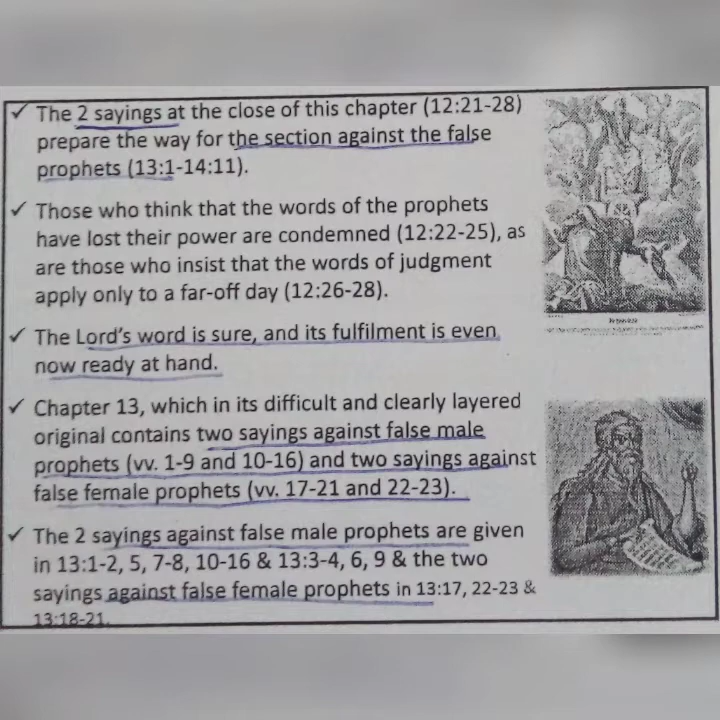 ✓ The 2 sayings at the close of this chapter (12:21-28)
prepare the way for the section against the false
prophets (13:1-14:11).
✓ Those who think that the words of the prophets
have lost their power are condemned (12:22-25), as
are those who insist that the words of judgment
apply only to a far-off day (12:26-28).
✓ The Lord's word is sure, and its fulfilment is even
now ready at hand.
✓ Chapter 13, which in its difficult and clearly layered
original contains two sayings against false male
prophets (vv. 1-9 and 10-16) and two sayings against
false female prophets (vv. 17-21 and 22-23).
✓ The 2 sayings against false male prophets are given
in 13:1-2, 5, 7-8, 10-16 & 13:3-4, 6, 9 & the two
sayings against false female prophets in 13:17, 22-23 &
13:18-21.